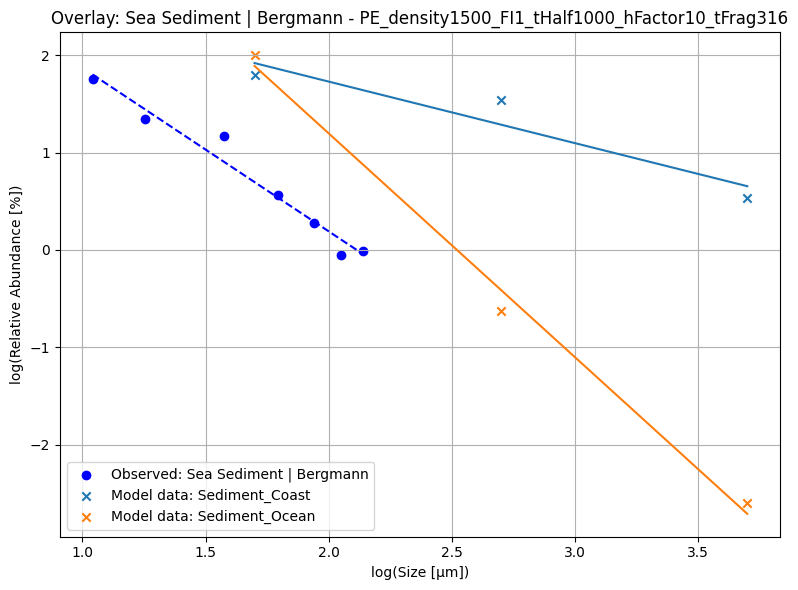 Overlay: Sea Sediment | Bergmann - PE_density1500_FI1_tHalf1000_hFactor10_tFrag316
log(Relative Abundance [%])
2
1
0
−1
−2
Observed: Sea Sediment | Bergmann
Model data: Sediment_Coast
Model data: Sediment_Ocean
1.0
1.5
2.0
2.5
3.0
3.5
log(Size [µm])